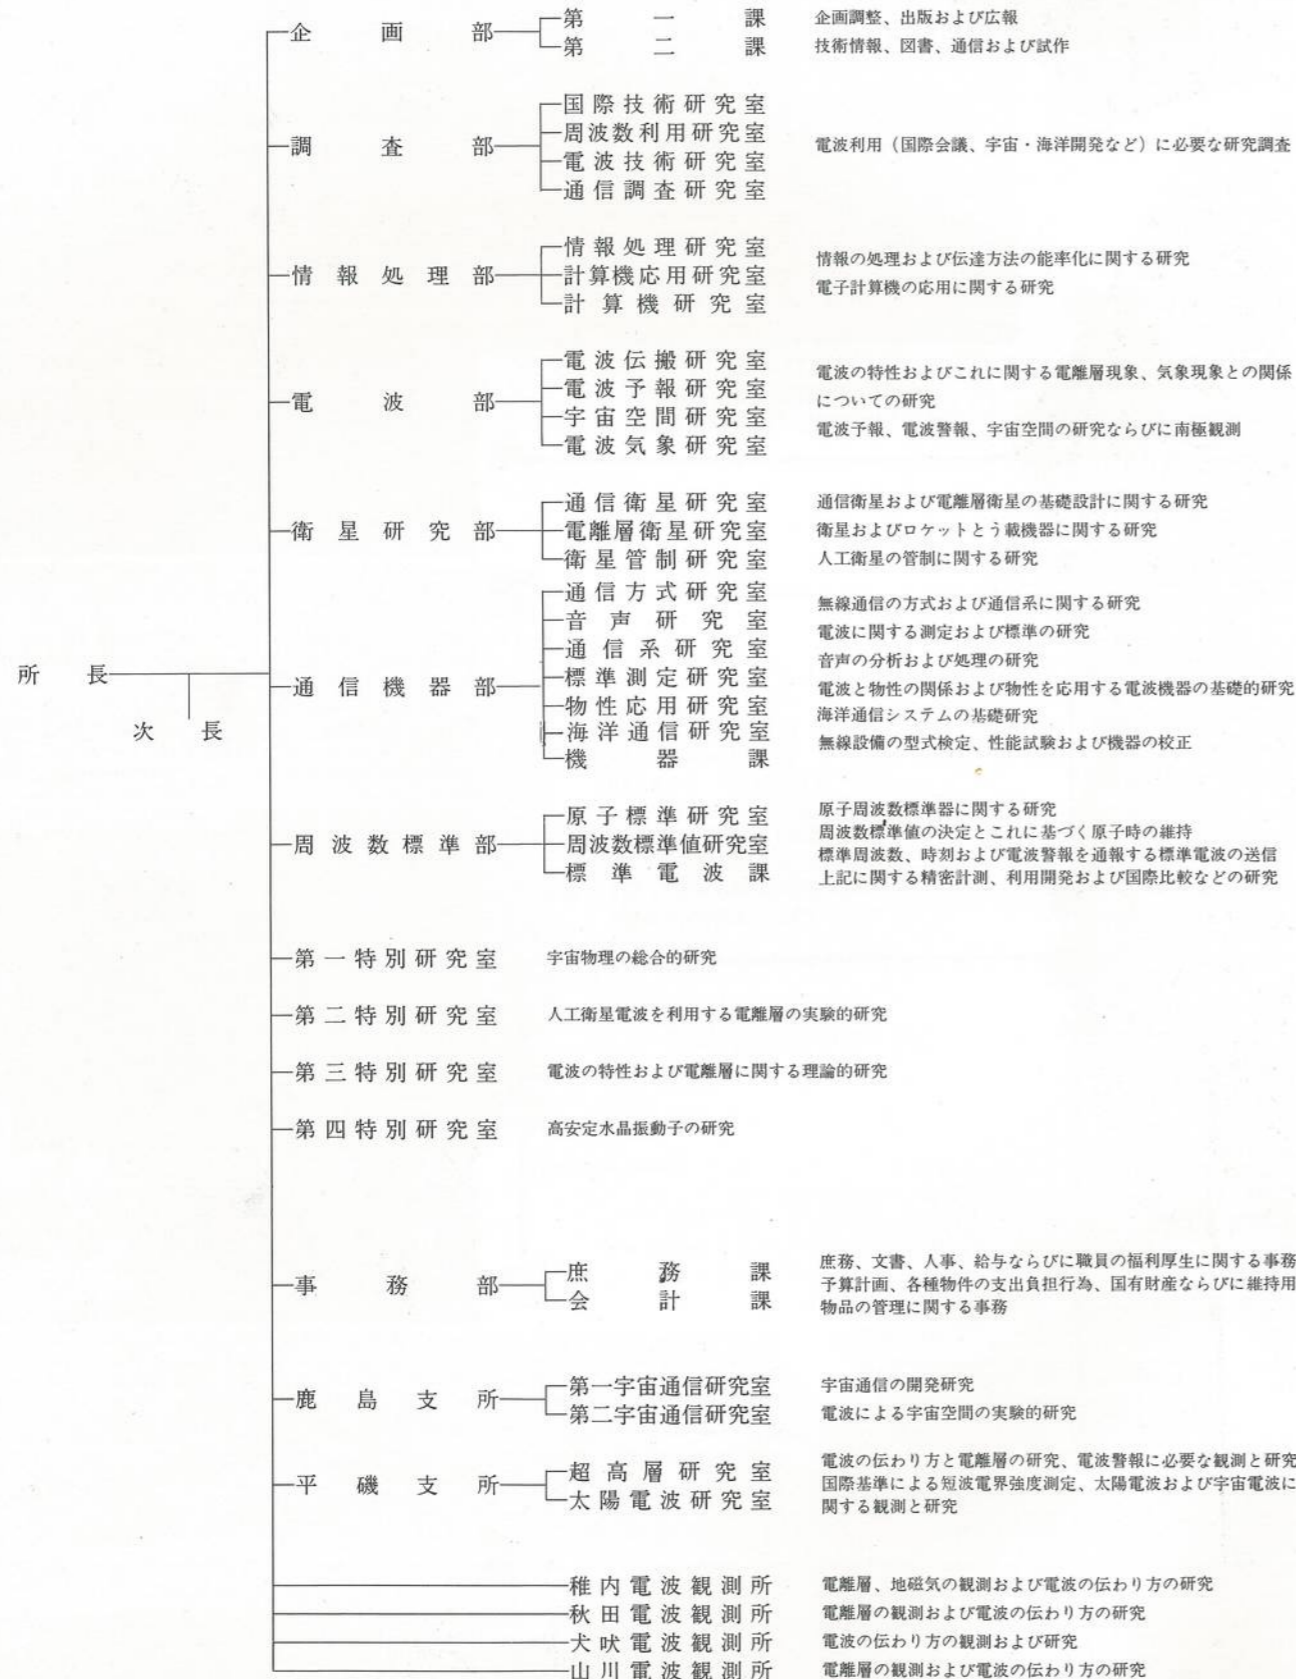 企画部
第一課
企画調整、出版および広報
第二課
技術情報、図書、通信および試作
調査部
国際技術研究室
周波数利用研究室
電波技術研究室
通信調査研究室
電波利用（国際会議、宇宙・海洋開発など）に必要な研究調査
情報処理部
情報処理研究室
計算機応用研究室
計算機研究室
情報の処理および伝達方法の能率化に関する研究
電子計算機の応用に関する研究
電波部
電波伝搬研究室
電波予報研究室
宇宙空間研究室
電波気象研究室
電波の特性およびこれに関する電離層現象、気象現象との関係
についての研究
電波予報、電波警報、宇宙空間の研究ならびに南極観測
衛星研究部
通信衛星研究室
電離層衛星研究室
衛星管制研究室
通信衛星および電離層衛星の基礎設計に関する研究
衛星およびロケットとう載機器に関する研究
人工衛星の管制に関する研究
所長
次長
通信機器部
通信方式研究室
音声研究室
通信系研究室
標準測定研究室
物性応用研究室
海洋通信研究室
機器課
無線通信の方式および通信系に関する研究
電波に関する測定および標準の研究
音声の分析および処理の研究
電波と物性の関係および物性を応用する電波機器の基礎的研究
海洋通信システムの基礎研究
無線設備の型式検定、性能試験および機器の校正
周波数標準部
原子標準研究室
周波数標準値研究室
標準電波課
原子周波数標準器に関する研究
周波数標準値の決定とこれに基づく原子時の維持
標準周波数、時刻および電波警報を通報する標準電波の送信
上記に関する精密計測、利用開発および国際比較などの研究
第一特別研究室
宇宙物理の総合的研究
第二特別研究室
人工衛星電波を利用する電離層の実験的研究
第三特別研究室
電波の特性および電離層に関する理論的研究
第四特別研究室
高安定水晶振動子の研究
事務部
庶務課
会計課
庶務、文書、人事、給与ならびに職員の福利厚生に関する事務
予算計画、各種物件の支出負担行為、国有財産ならびに維持用
物品の管理に関する事務
鹿島支所
第一宇宙通信研究室
第二宇宙通信研究室
宇宙通信の開発研究
電波による宇宙空間の実験的研究
平磯支所
超高層研究室
太陽電波研究室
電波の伝わり方と電離層の研究、電波警報に必要な観測と研究
国際基準による短波電界強度測定、太陽電波および宇宙電波に
関する観測と研究
稚内電波観測所
電離層、地磁気の観測および電波の伝わり方の研究
秋田電波観測所
電離層の観測および電波の伝わり方の研究
犬吠電波観測所
電波の伝わり方の観測および研究
山川電波観測所
電離層の観測および電波の伝わり方の研究